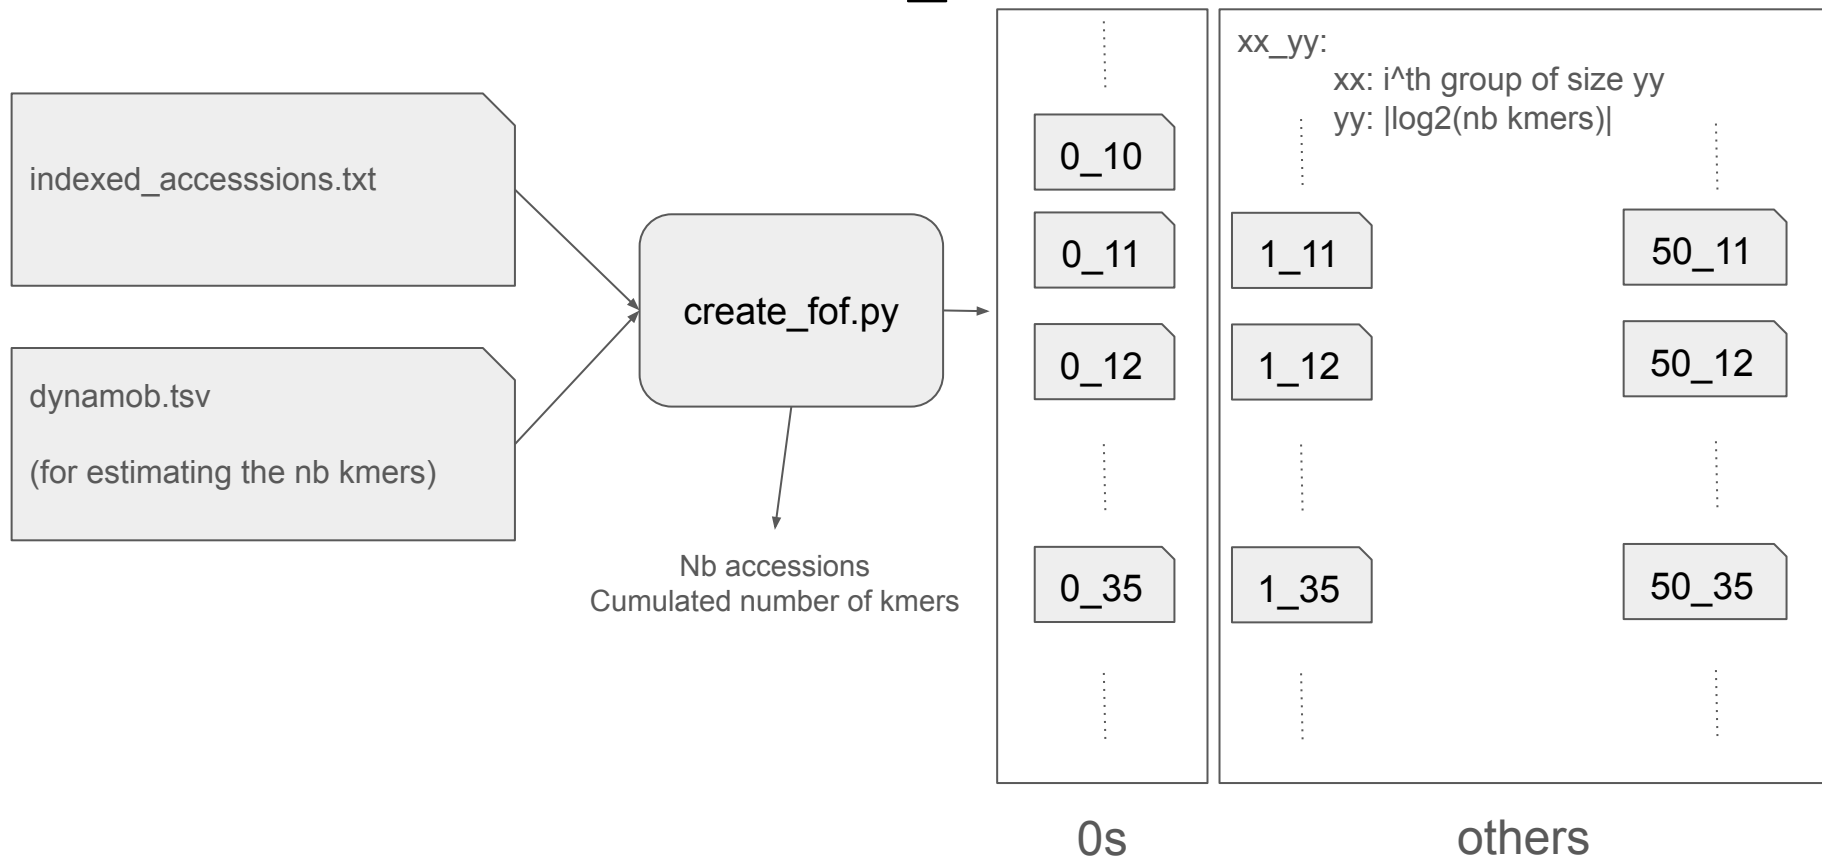 xx_yy:
xx: i^th group of size yy
yy: |log2(nb kmers)|
indexed_accesssions.txt
dynamob.tsv
(for estimating the nb kmers)
create_fof.py
Nb accessions
Cumulated number of kmers
0_10
0_11
1_11
50_11
0_12
1_12
50_12
0_35
1_35
50_35
0s
others